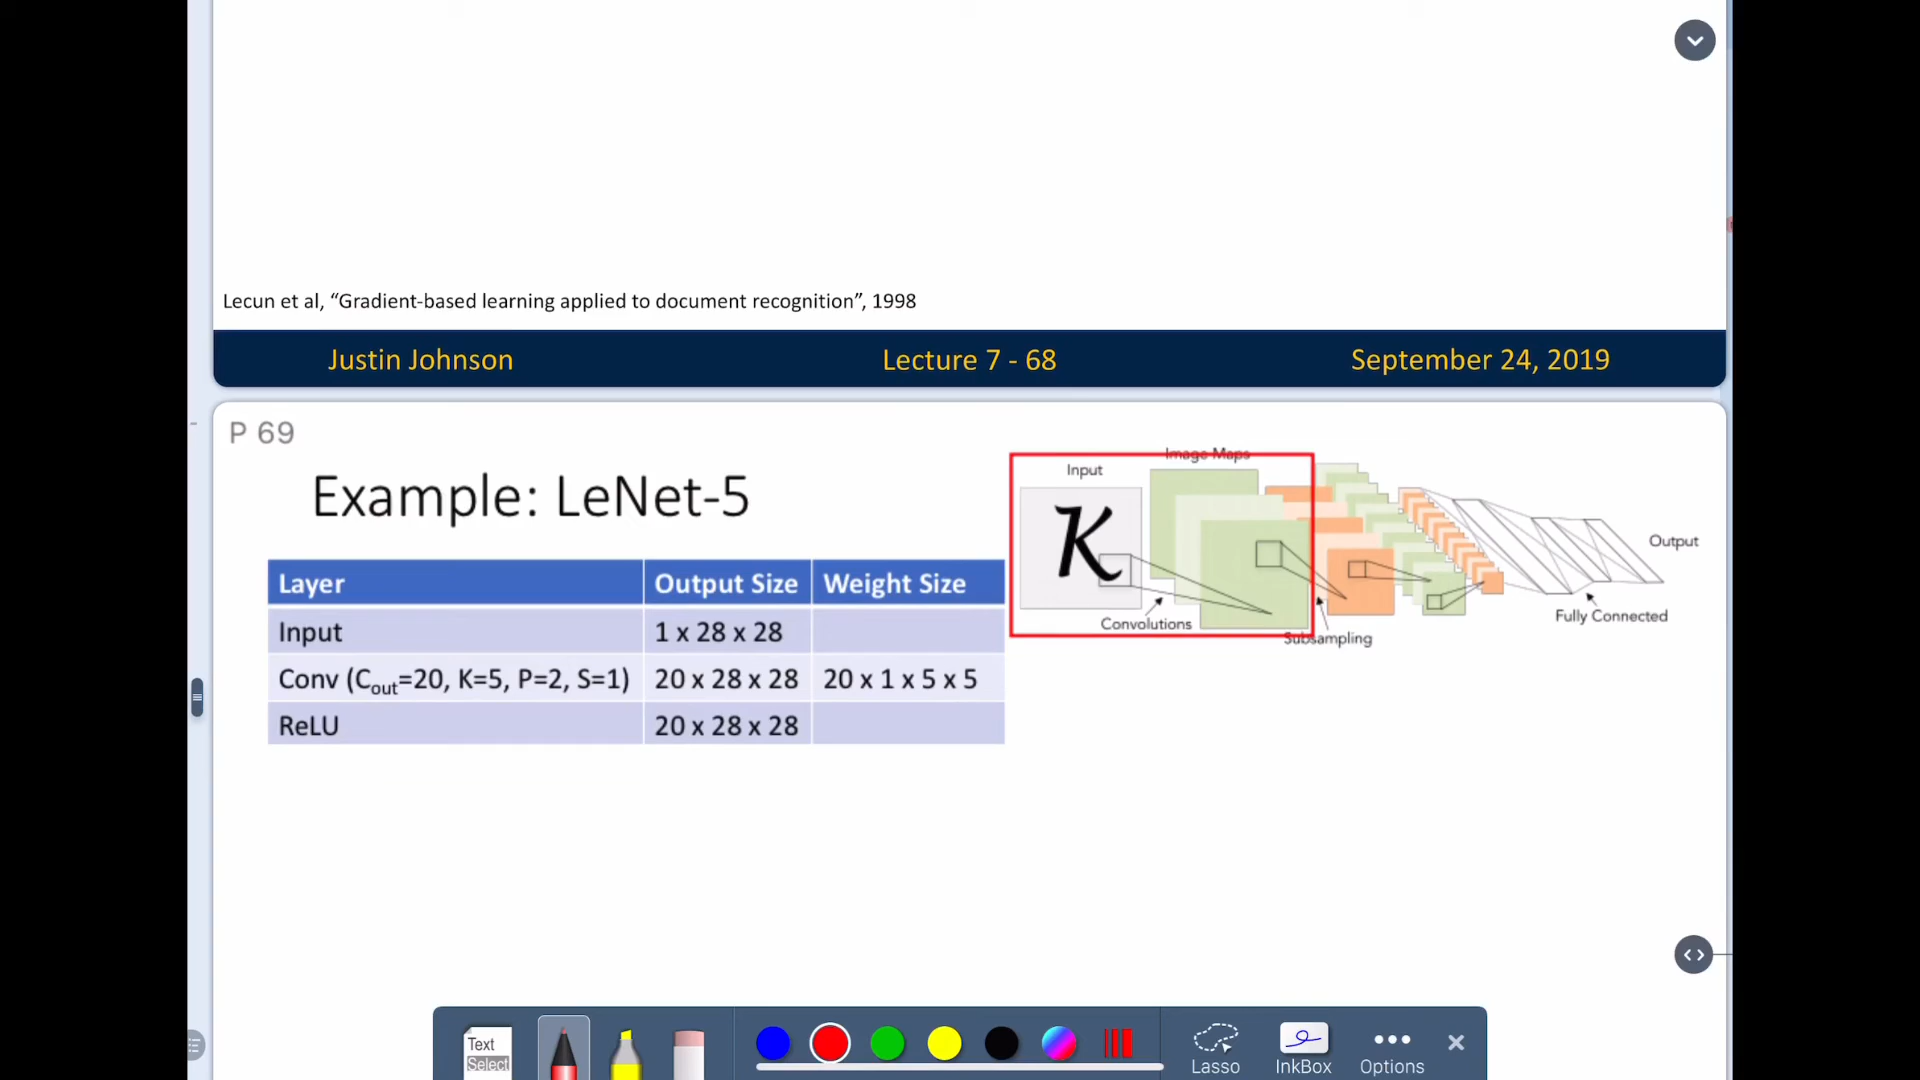 Lecun et al, “Gradient-based learning applied to document recognition”, 1998
Justin Johnson
Lecture 7 - 68
September 24, 2019
P 69
Example: LeNet-5
Layer Output Size Weight Size
Input 1 x 28 x 28
Conv (Cout=20, K=5, P=2, S=1) 20 x 28 x 28 20 x 1 x 5 x 5
ReLU 20 x 28 x 28
Image Maps
Input
K
Output
Convolutions
Subsampling
Fully Connected
Text
Select
Lasso
InkBox
Options